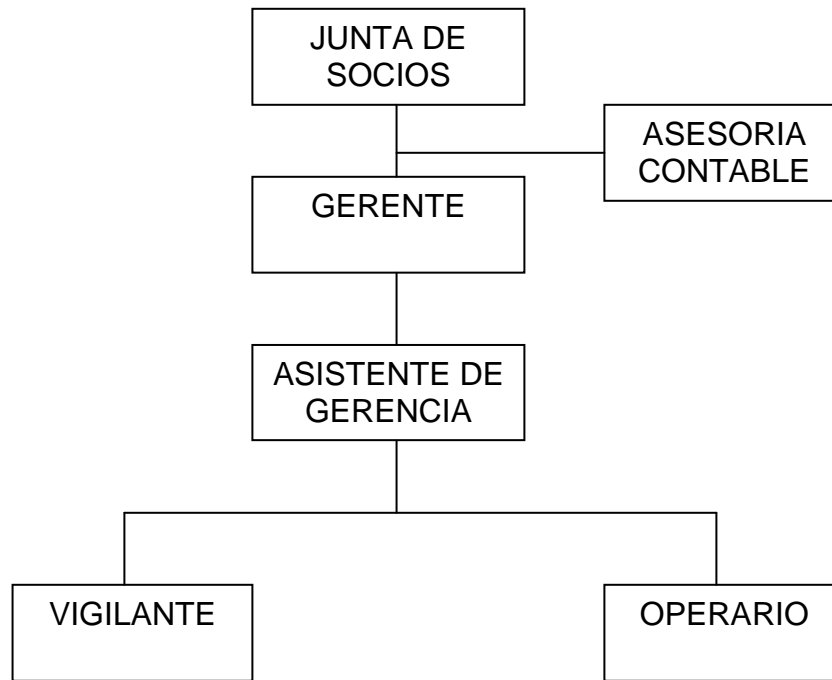 JUNTA DE
SOCIOS
ASESORIA
CONTABLE
GERENTE
ASISTENTE DE
GERENCIA
VIGILANTE
OPERARIO